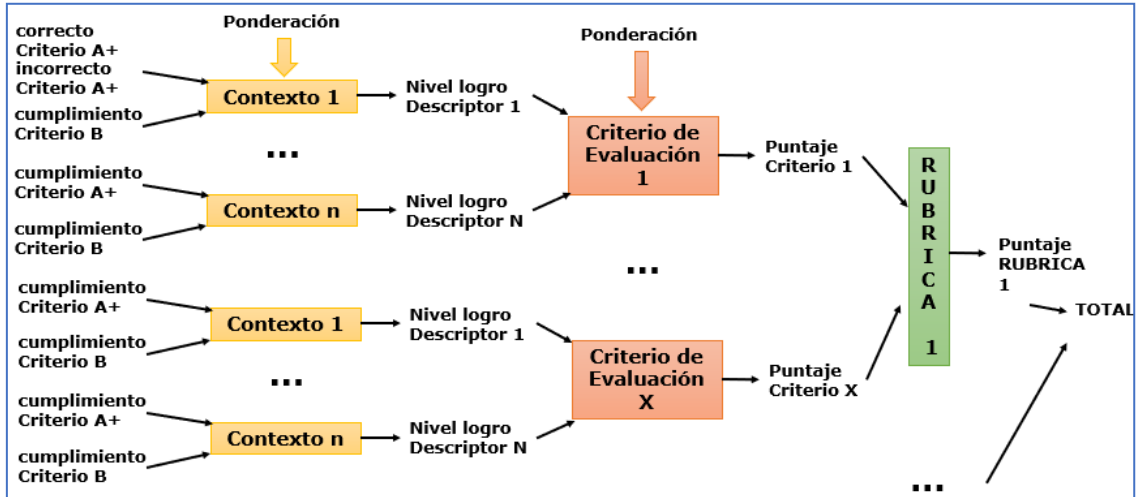 Ponderación
Ponderación
correcto
Criterio A+
incorrecto
Criterio A+
cumplimiento
Criterio B
Contexto 1
Nivel logro
Descriptor 1
...
cumplimiento
Criterio A+
cumplimiento
Criterio B
Contexto n
Nivel logro
Descriptor N
Criterio de
Evaluación
1
Puntaje
Criterio 1
...
cumplimiento
Criterio A+
cumplimiento
Criterio B
Contexto 1
Nivel logro
Descriptor 1
...
cumplimiento
Criterio A+
cumplimiento
Criterio B
Contexto n
Nivel logro
Descriptor N
Criterio de
Evaluación
X
Puntaje
Criterio X
RUBRICA 1
Puntaje
RUBRICA
1
TOTAL
...